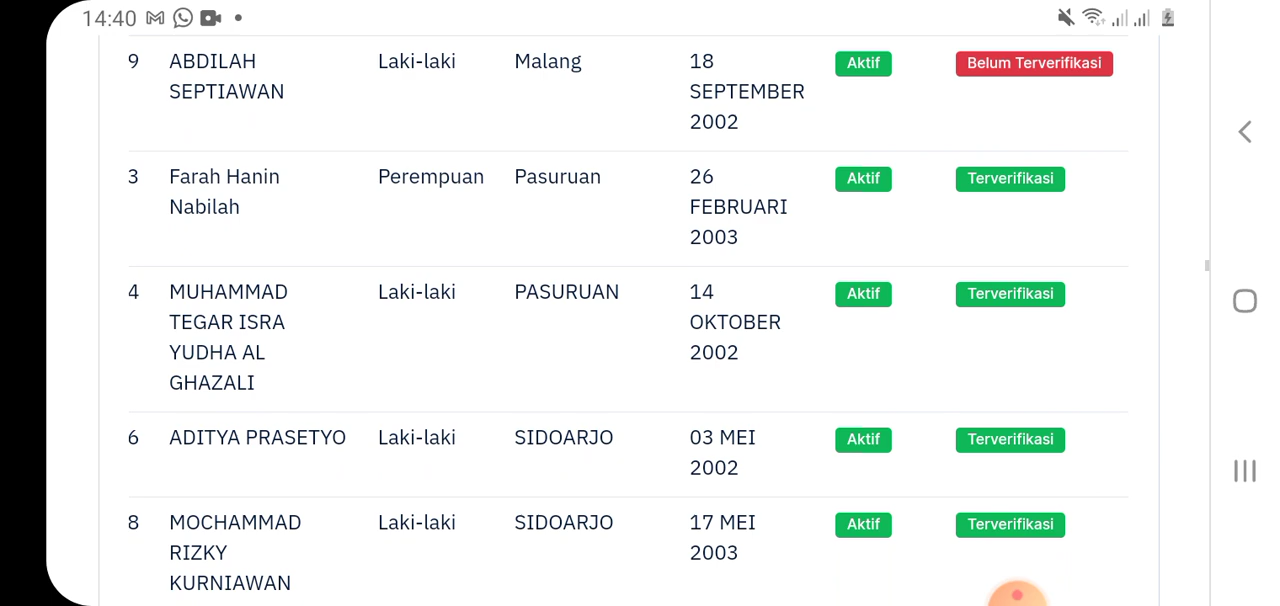 14:40
9 ABDILAH Laki-laki Malang 18 Aktif Belum Terverifikasi
SEPTIAWAN SEPTEMBER
2002
3 Farah Hanin Perempuan Pasuruan 26 Aktif Terverifikasi
Nabilah FEBRUARI
2003
4 MUHAMMAD Laki-laki PASURUAN 14 Aktif Terverifikasi
TEGAR ISRA OKTOBER
YUDHA AL 2002
GHAZALI
6 ADITYA PRASETYO Laki-laki SIDOARJO 03 MEI Aktif Terverifikasi
2002
8 MOCHAMMAD Laki-laki SIDOARJO 17 MEI Aktif Terverifikasi
RIZKY 2003
KURNIAWAN